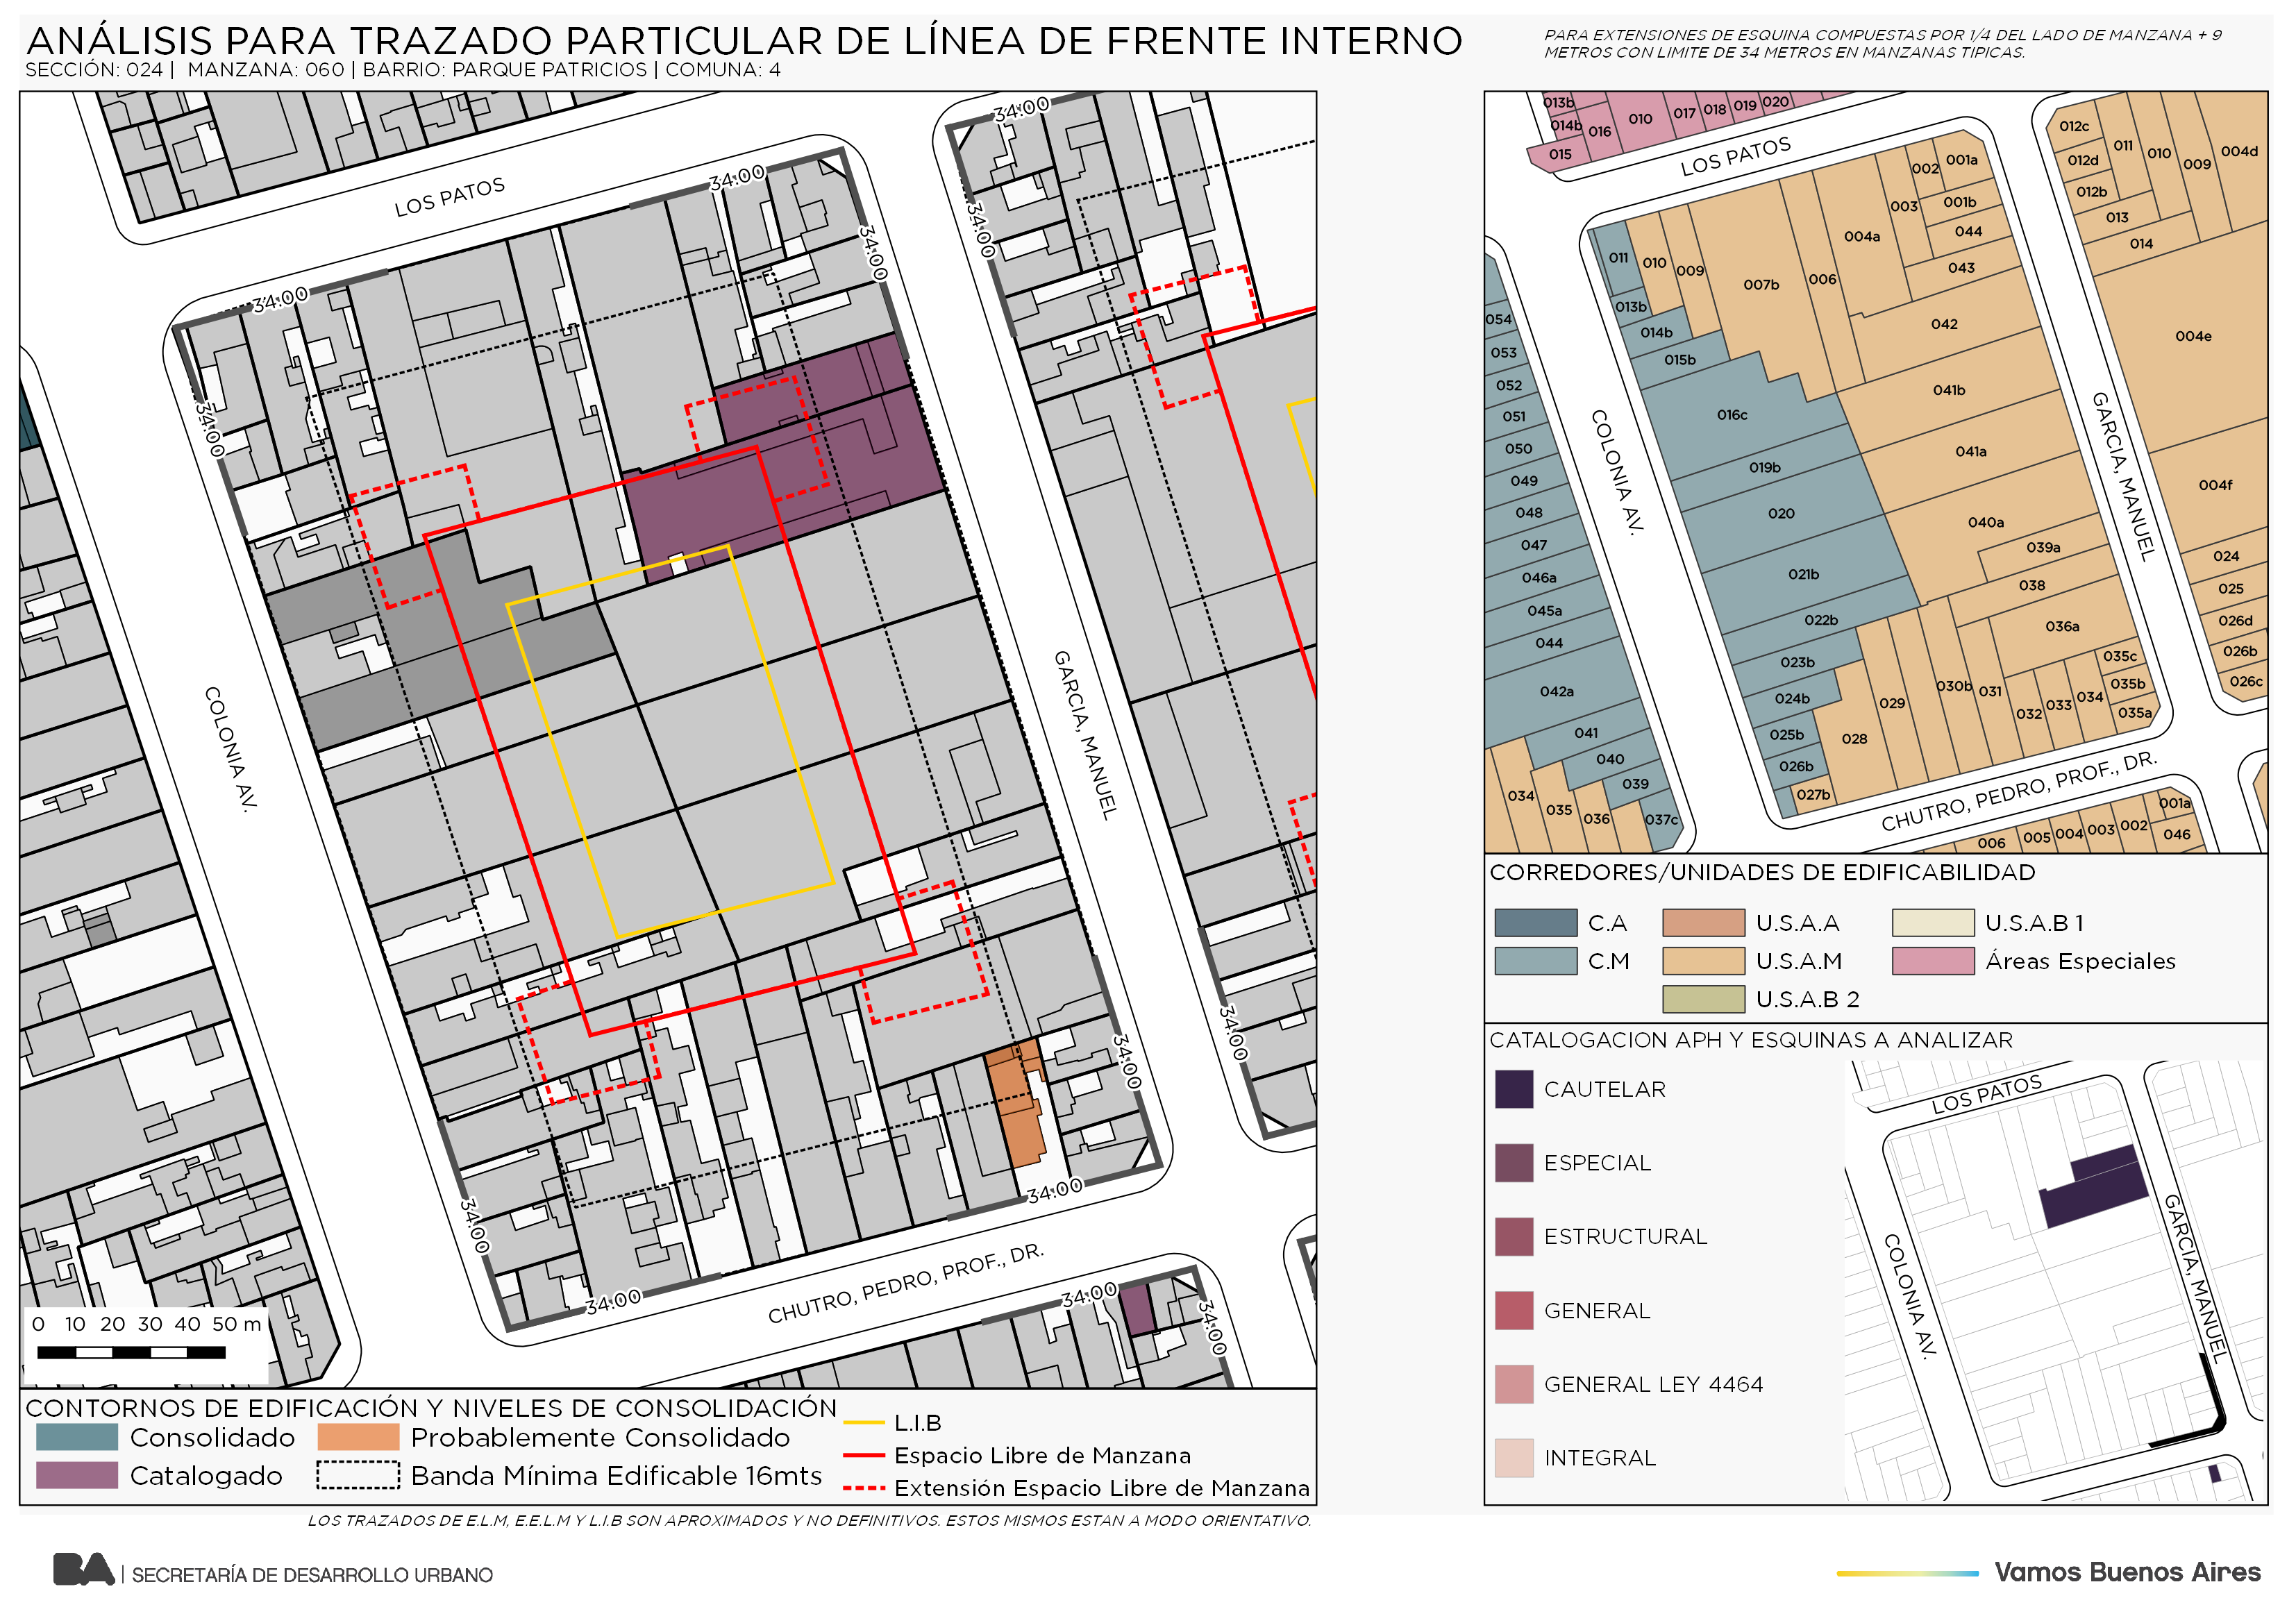 ANÁLISIS PARA TRAZADO PARTICULAR DE LÍNEA DE FRENTE INTERNO
SECCIÓN: 024 | MANZANA: 060 | BARRIO: PARQUE PATRICIOS | COMUNA: 4
PARA EXTENSIONES DE ESQUINA COMPUESTAS POR 1/4 DEL LADO DE MANZANA + 9
METROS CON LIMITE DE 34 METROS EN MANZANAS TIPICAS.
34:00
34:00
LOS PATOS
34:00
34:00
34:00
34:00
COLONIA AV.
GARCIA, MANUEL
34:00
34:00
34:00
34:00
34:00
CHUTRO, PEDRO, PROF., DR.
34:00
34:00
0 10 20 30 40 50 m
CONTORNOS DE EDIFICACIÓN Y NIVELES DE CONSOLIDACIÓN
Consolidado
Probablemente Consolidado
Catalogado
Banda Mínima Edificable 16mts
L.I.B
Espacio Libre de Manzana
Extensión Espacio Libre de Manzana
LOS TRAZADOS DE E.L.M, E.E.L.M Y L.I.B SON APROXIMADOS Y NO DEFINITIVOS. ESTOS MISMOS ESTAN A MODO ORIENTATIVO.
013b
014b
015
016
010
017
018
019
020
LOS PATOS
012c
012d
012b
011
010
009
004d
013
014
004e
004f
024
025
026d
026b
026c
001a
002
001b
003
044
043
004a
006
007b
009
010
011
013b
014b
015b
016c
042
041b
041a
019b
020
040a
039a
038
021b
022b
036a
023b
024b
025b
026b
027b
028
029
030b
031
032
033
034
035c
035b
035a
054
053
052
051
050
049
048
047
046a
045a
044
042a
041
040
039
037c
034
035
036
COLONIA AV.
GARCIA, MANUEL
CHUTRO, PEDRO, PROF., DR.
006
005
004
003
002
001a
046
CORREDORES/UNIDADES DE EDIFICABILIDAD
C.A
U.S.A.A
U.S.A.B 1
C.M
U.S.A.M
Áreas Especiales
U.S.A.B 2
CATALOGACION APH Y ESQUINAS A ANALIZAR
CAUTELAR
ESPECIAL
ESTRUCTURAL
GENERAL
GENERAL LEY 4464
INTEGRAL
LOS PATOS
COLONIA AV.
GARCIA, MANUEL
BA | SECRETARÍA DE DESARROLLO URBANO
Vamos Buenos Aires